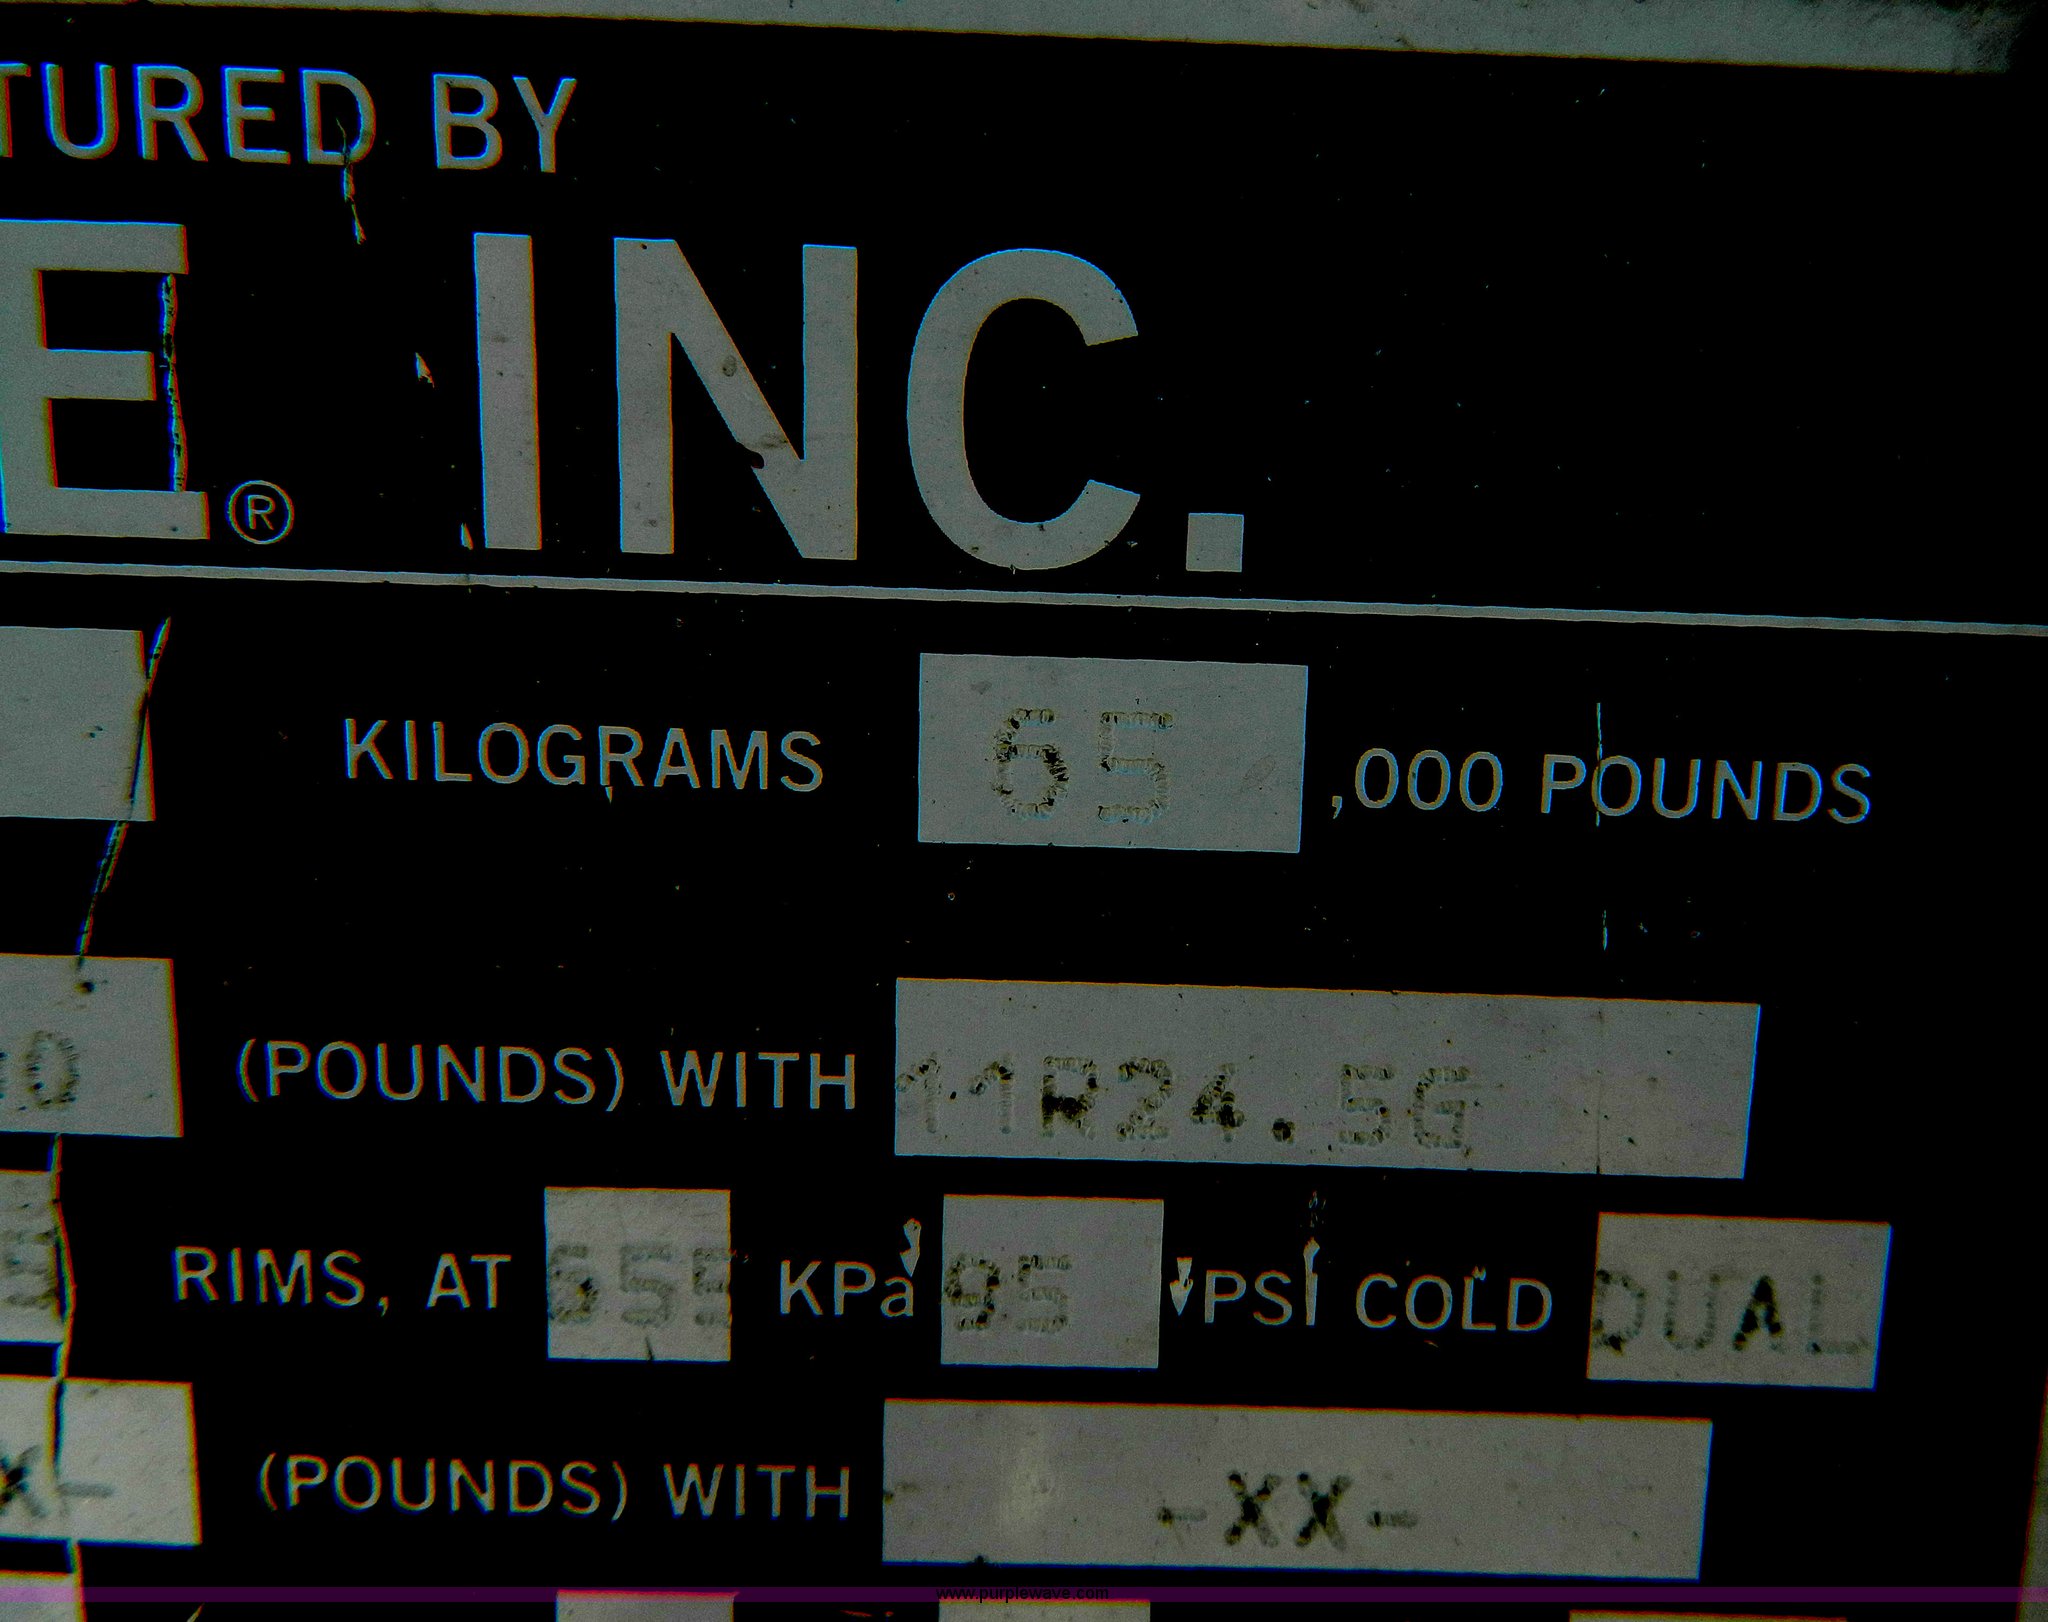 TURED BY
E® INC.
KILOGRAMS 65 ,000 POUNDS
0 (POUNDS) WITH 11R24.5G
RIMS, AT 655 KPa 95 PSI COLD DUAL
X- (POUNDS) WITH -XX-
www.purplewave.com